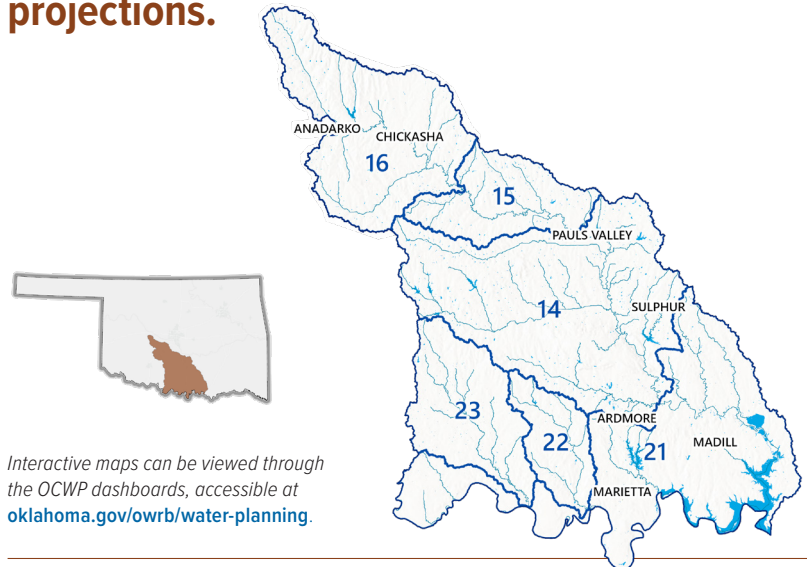 projections.
ANADARKO
CHICKASHA
16
15
PAULS VALLEY
14
SULPHUR
23
22
ARDMORE
21
MADILL
MARIETTA
Interactive maps can be viewed through
the OCWP dashboards, accessible at
oklahoma.gov/owrb/water-planning.